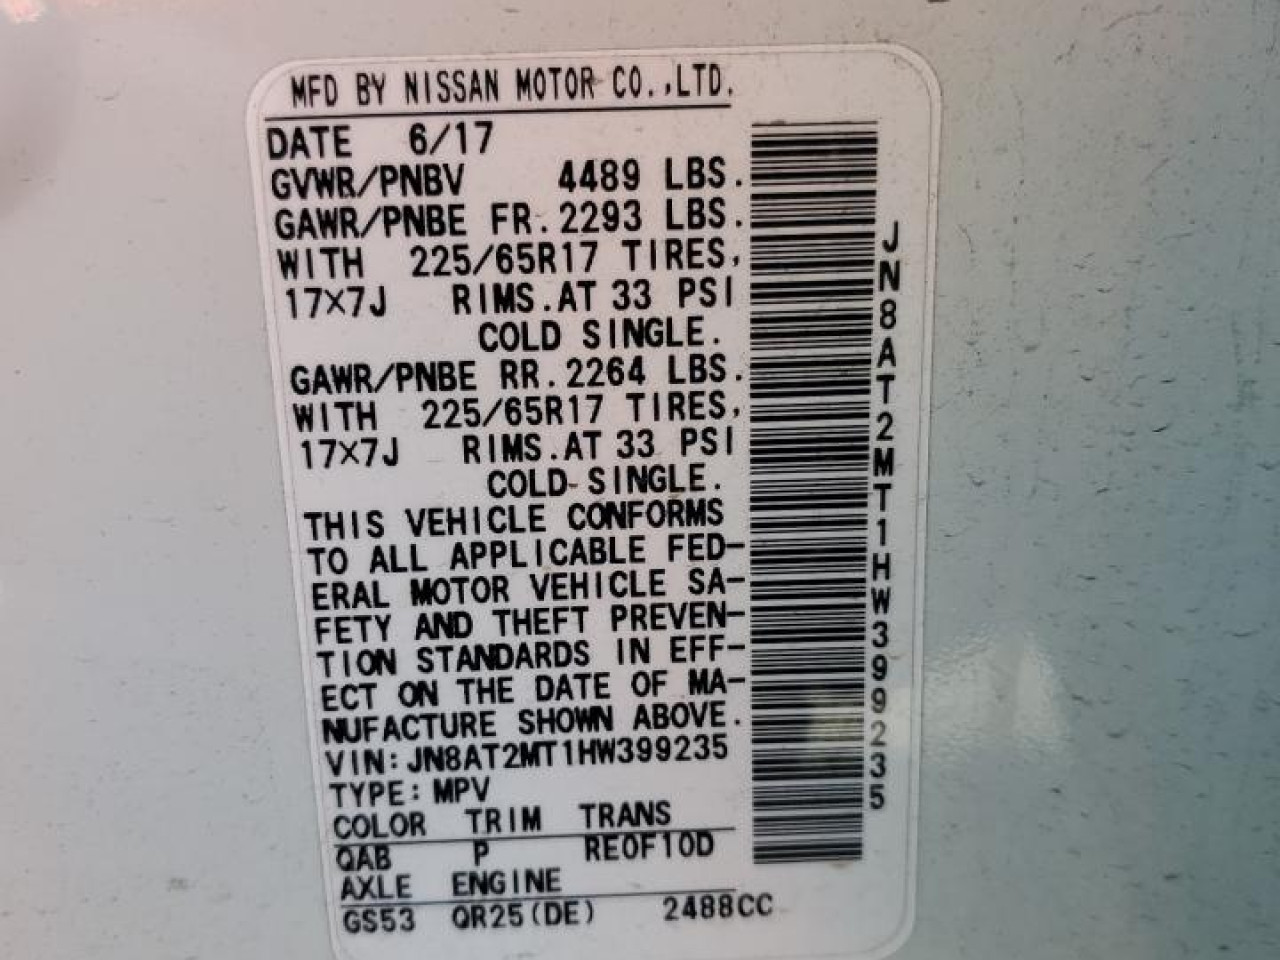 MFD BY NISSAN MOTOR CO.,LTD.
DATE 6/17
GVWR/PNBV 4489 LBS.
GAWR/PNBE FR. 2293 LBS.
WITH 225/65R17 TIRES,
17×7J RIMS. AT 33 PSI
COLD SINGLE.
GAWR/PNBE RR. 2264 LBS.
WITH 225/65R17 TIRES,
17×7J RIMS. AT 33 PSI
COLD SINGLE.
THIS VEHICLE CONFORMS
TO ALL APPLICABLE FED-
ERAL MOTOR VEHICLE SA-
FETY AND THEFT PREVEN-
TION STANDARDS IN EFF-
ECT ON THE DATE OF MA-
NUFACTURE SHOWN ABOVE.
VIN: JN8AT2MT1HW399235
TYPE: MPV
COLOR TRIM TRANS
QAB P RE0F10D
AXLE ENGINE
GS53 QR25(DE) 2488CC
JN8AT2MT1HW399235